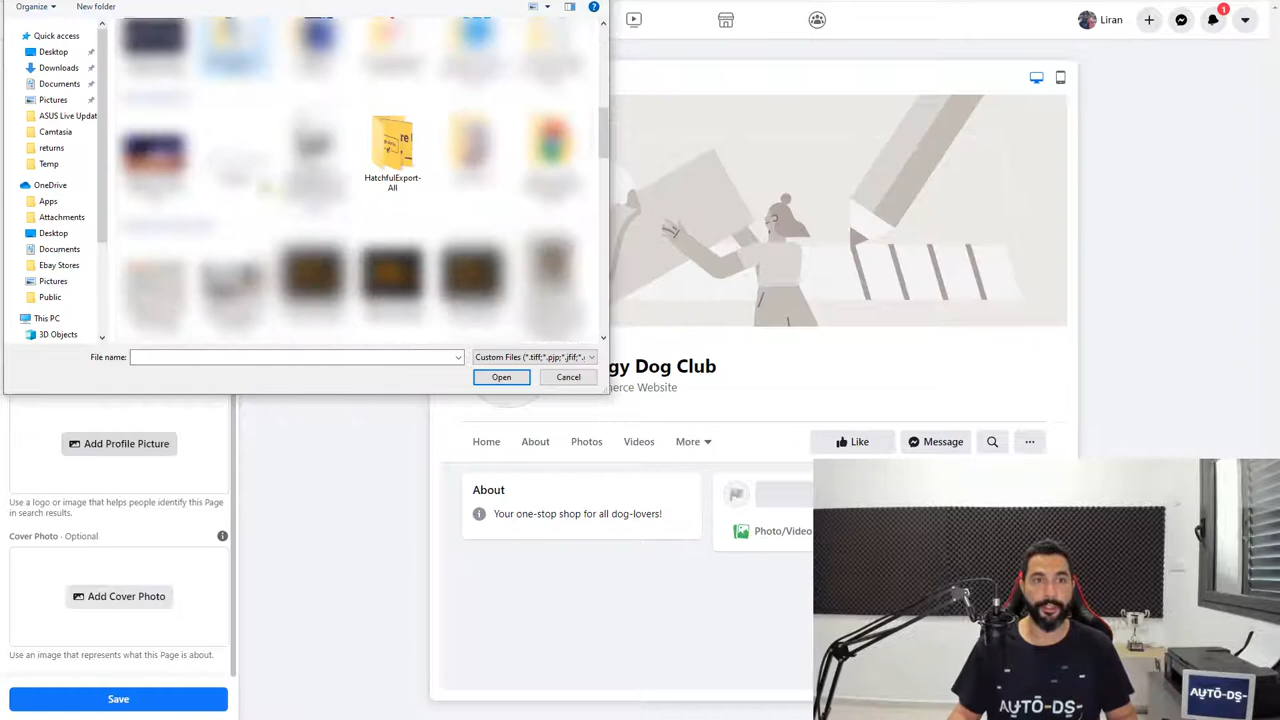 Organize
New folder
Liran
1
Quick access
Desktop
Downloads
Documents
Pictures
ASUS Live Updat
Camtasia
returns
Temp
OneDrive
Apps
Attachments
Desktop
Documents
Ebay Stores
Pictures
Public
This PC
3D Objects
HatchfulExport-
All
File name:
Custom Files (*.tiff;*.pjp;*.jfif;*.
Open
Cancel
gy Dog Club
merce Website
Home
About
Photos
Videos
More
Like
Message
About
Your one-stop shop for all dog-lovers!
Photo/Video
Add Profile Picture
Use a logo or image that helps people identify this Page
in search results.
Cover Photo · Optional
Add Cover Photo
Use an image that represents what this Page is about.
Save
AUTO-DS-
AUTO-DS-